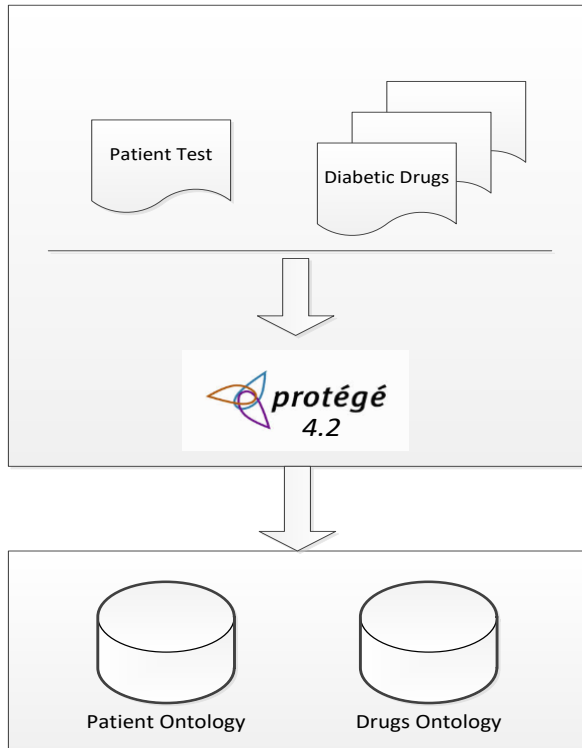 Patient Test
Diabetic Drugs
protégé
4.2
Patient Ontology
Drugs Ontology